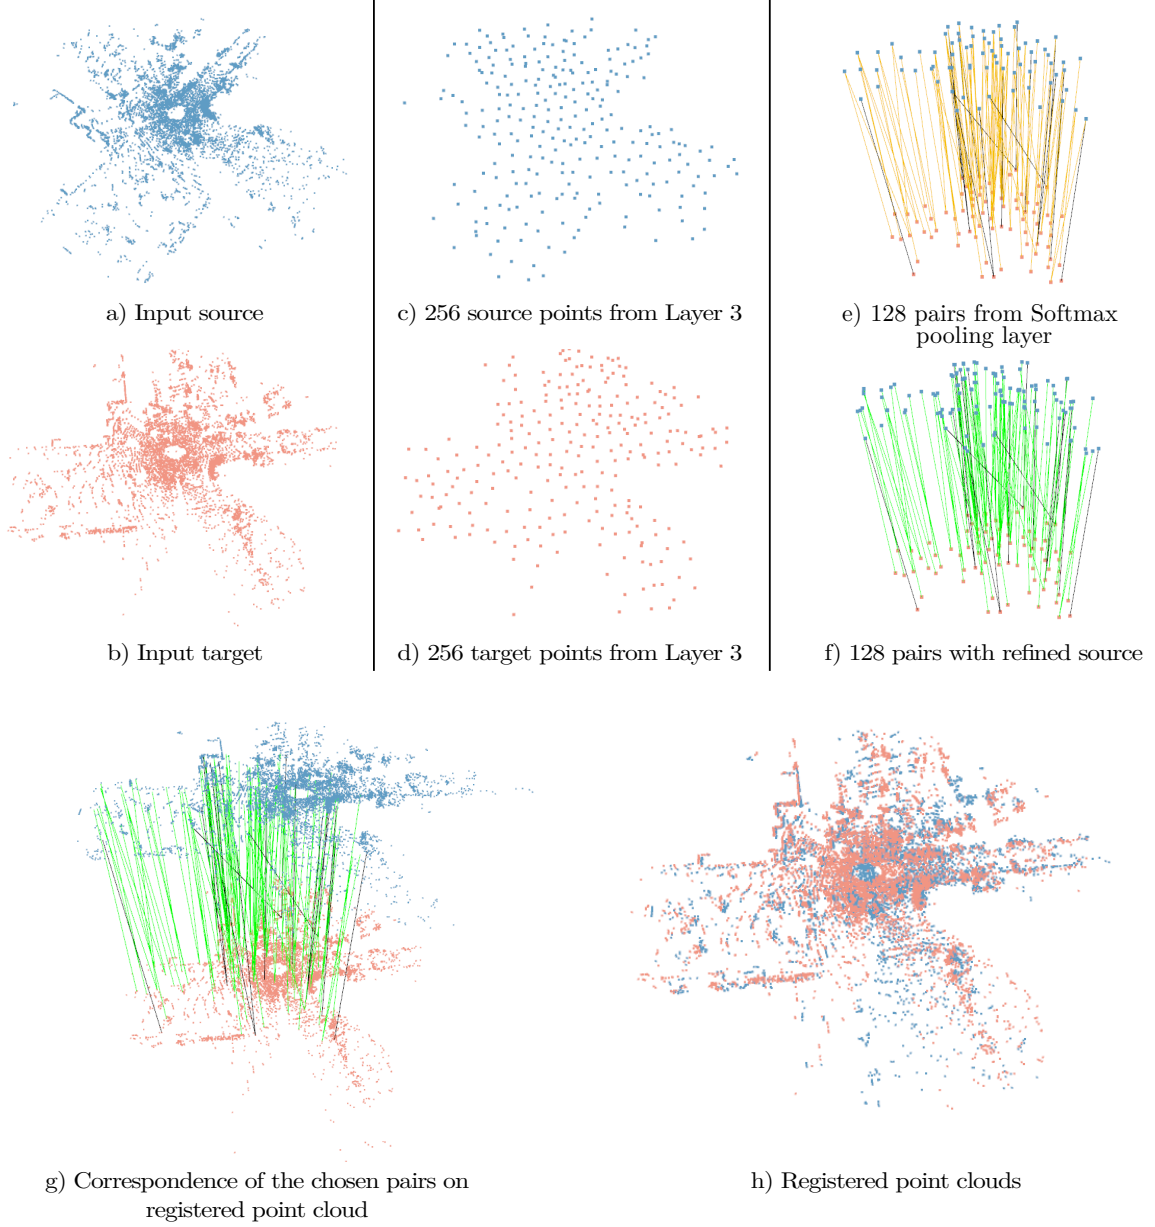 a) Input source
c) 256 source points from Layer 3
e) 128 pairs from Softmax
pooling layer
b) Input target
d) 256 target points from Layer 3
f) 128 pairs with refined source
g) Correspondence of the chosen pairs on
registered point cloud
h) Registered point clouds